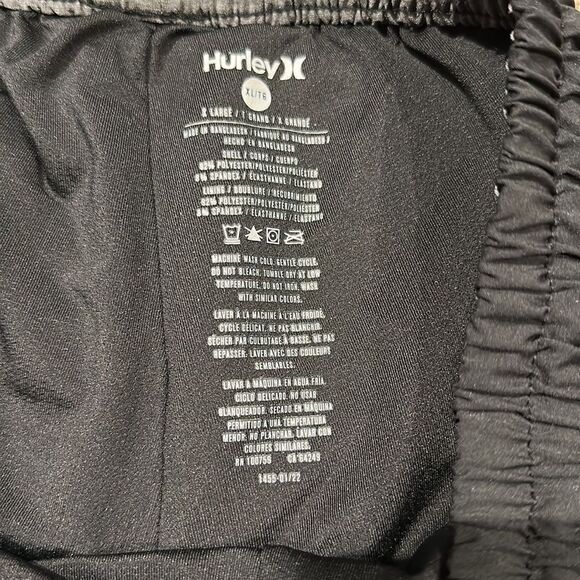 Hurley
XL/TG
X LARGE / T GRAND / X GRANDE
MADE IN BANGLADESH / FABRIQUÉ AU BANGLADESH /
HECHO EN BANGLADESH
SHELL / CORPS / CUERPO
92% POLYESTER/POLYESTER/POLIÉSTER
8% SPANDEX / ÉLASTHANNE / ELASTANO
LINING / DOUBLURE / RECUBRIMIENTO
92% POLYESTER/POLYESTER/POLIÉSTER
8% SPANDEX / ÉLASTHANNE / ELASTANO
MACHINE WASH COLD, GENTLE CYCLE.
DO NOT BLEACH. TUMBLE DRY AT LOW
TEMPERATURE. DO NOT IRON. WASH
WITH SIMILAR COLORS.
LAVER À LA MACHINE À L'EAU FROIDE,
CYCLE DÉLICAT. NE PAS BLANCHIR.
SÉCHER PAR CULBUTAGE À BASSE. NE PAS
REPASSER. LAVER AVEC DES COULEURS
SEMBLABLES.
LAVAR A MÁQUINA EN AGUA FRÍA,
CICLO DELICADO. NO USAR
BLANQUEADOR. SECADO EN MÁQUINA
PERMITIDO A UNA TEMPERATURA
MENOR. NO PLANCHAR. LAVAR CON
COLORES SIMILARES.
RN 100759 CA 64249
1455-01/22